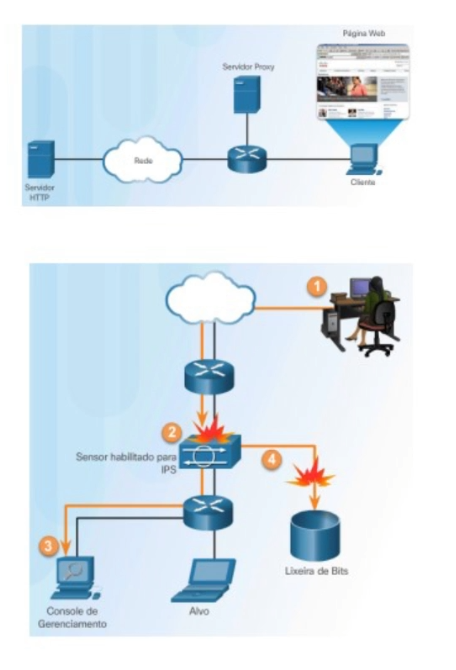 Página Web
Servidor Proxy
Rede
Servidor
HTTP
Cliente
1
2
Sensor habilitado para
IPS
4
3
Lixeira de Bits
Console de
Gerenciamento
Alvo